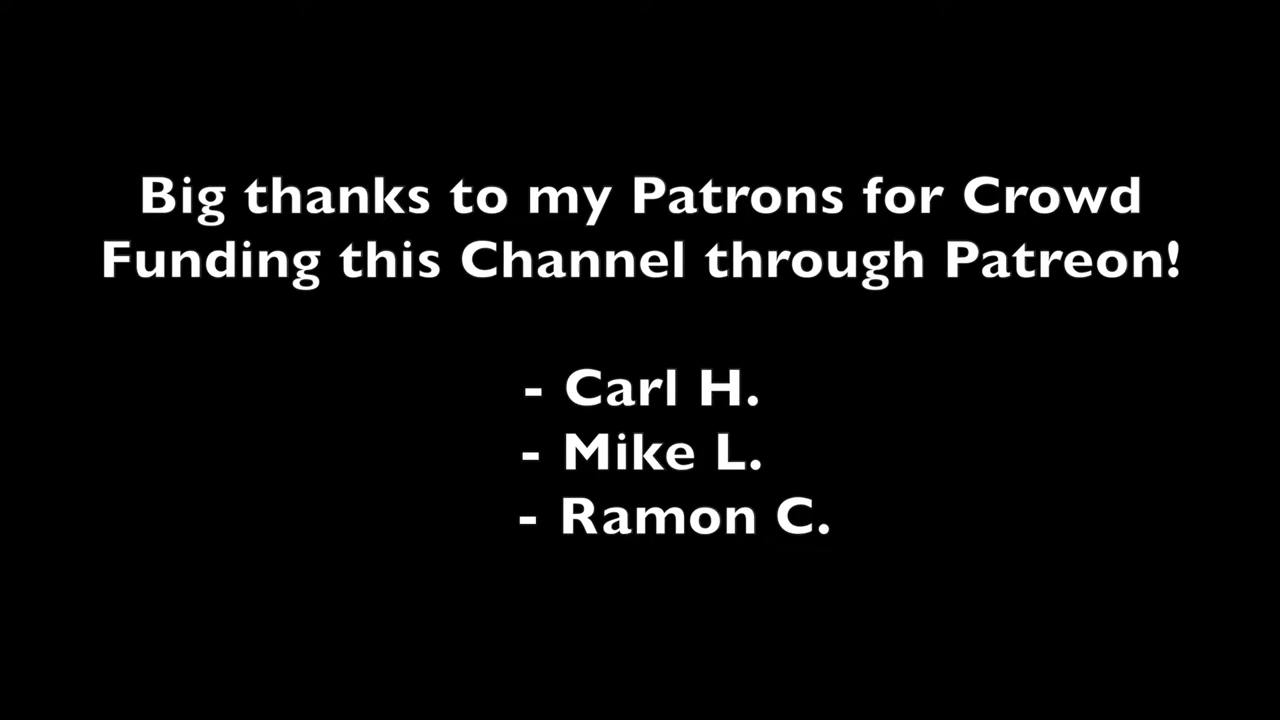 Big thanks to my Patrons for Crowd
Funding this Channel through Patreon!
- Carl H.
- Mike L.
- Ramon C.